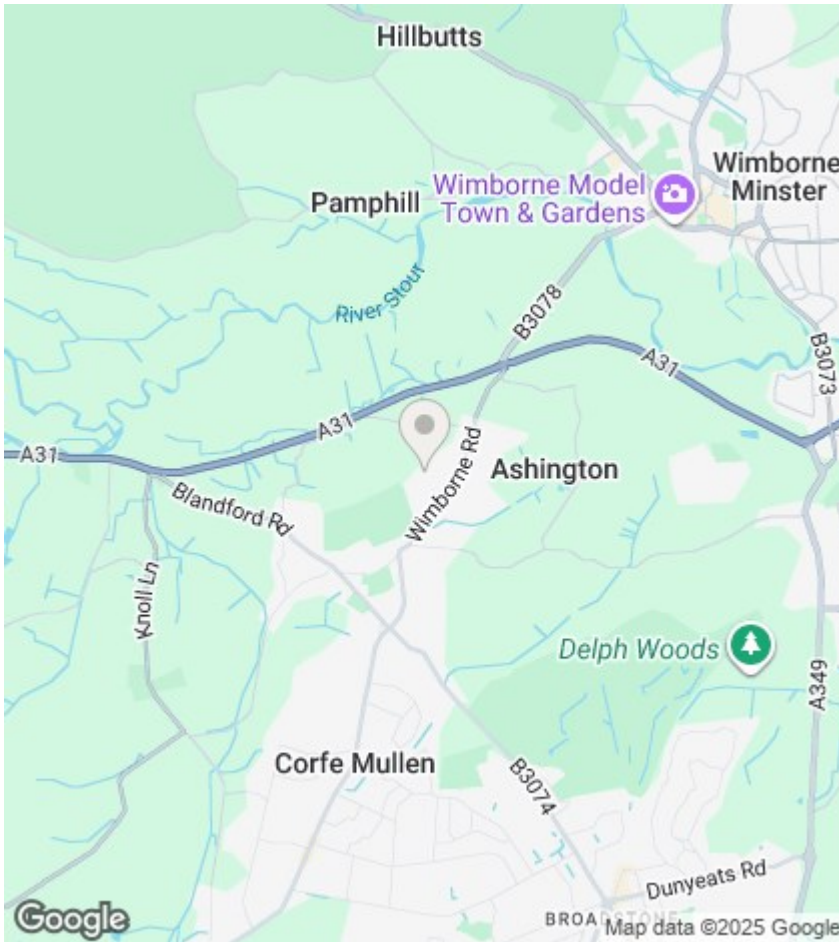 Hillbutts
Wimborne
Minster
Wimborne Model
Town & Gardens
Pamphill
River Stour
B3078
B3073
A31
A31
A31
Wimborne Rd
Ashington
Blandford Rd
Knoll Ln
Delph Woods
A349
Corfe Mullen
B3074
Dunyeats Rd
BROADSTONE
Google
Map data ©2025 Google